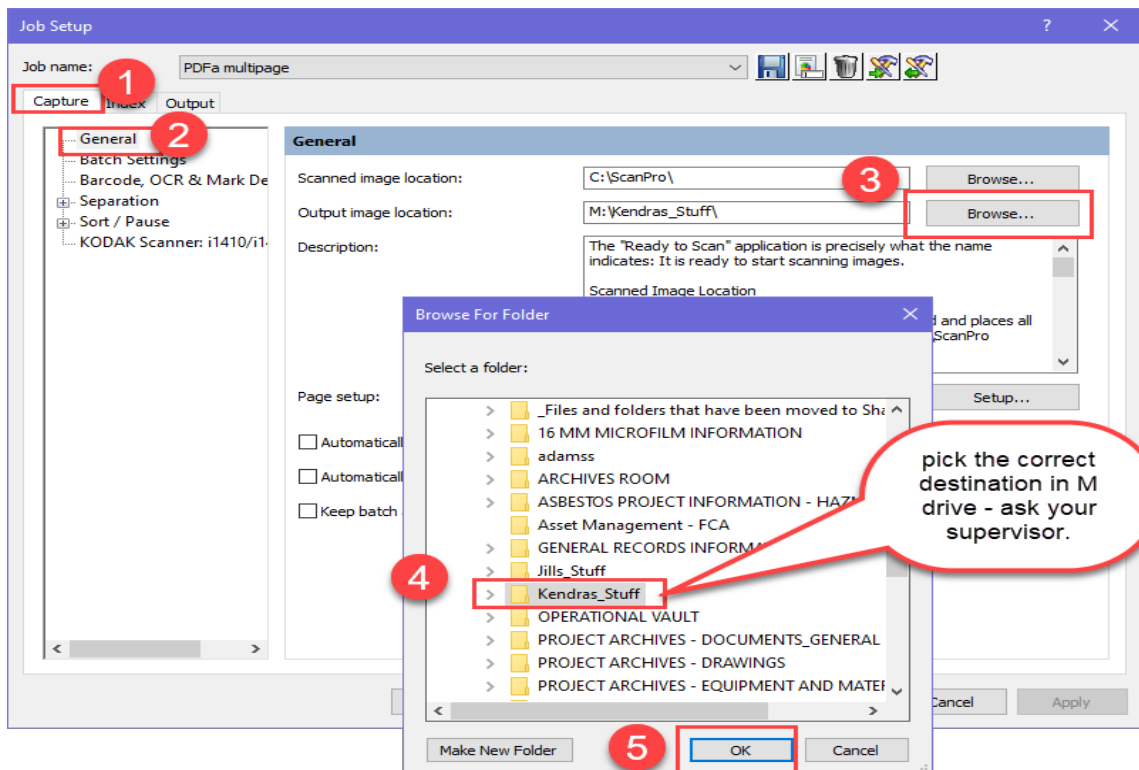 Job Setup ? ×
Job name: PDFa multipage
1
Capture Index Output
General 2
Batch Settings
Barcode, OCR & Mark De
Separation
Sort / Pause
KODAK Scanner: i1410/i1
General
Scanned image location: C:\ScanPro\ 3 Browse...
Output image location: M:\Kendras_Stuff\ Browse...
Description: The "Ready to Scan" application is precisely what the name
indicates: It is ready to start scanning images.
Scanned Image Location
d and places all
\ScanPro
Page setup: Setup...
Automaticall
Automaticall
Keep batch
Browse For Folder ×
Select a folder:
_Files and folders that have been moved to Sha
16 MM MICROFILM INFORMATION
adamss
ARCHIVES ROOM
ASBESTOS PROJECT INFORMATION - HAZM
Asset Management - FCA
GENERAL RECORDS INFORMA
Jills_Stuff
4
Kendras_Stuff
OPERATIONAL VAULT
PROJECT ARCHIVES - DOCUMENTS_GENERAL
PROJECT ARCHIVES - DRAWINGS
PROJECT ARCHIVES - EQUIPMENT AND MATER
pick the correct
destination in M
drive - ask your
supervisor.
Make New Folder 5 OK Cancel
Cancel Apply